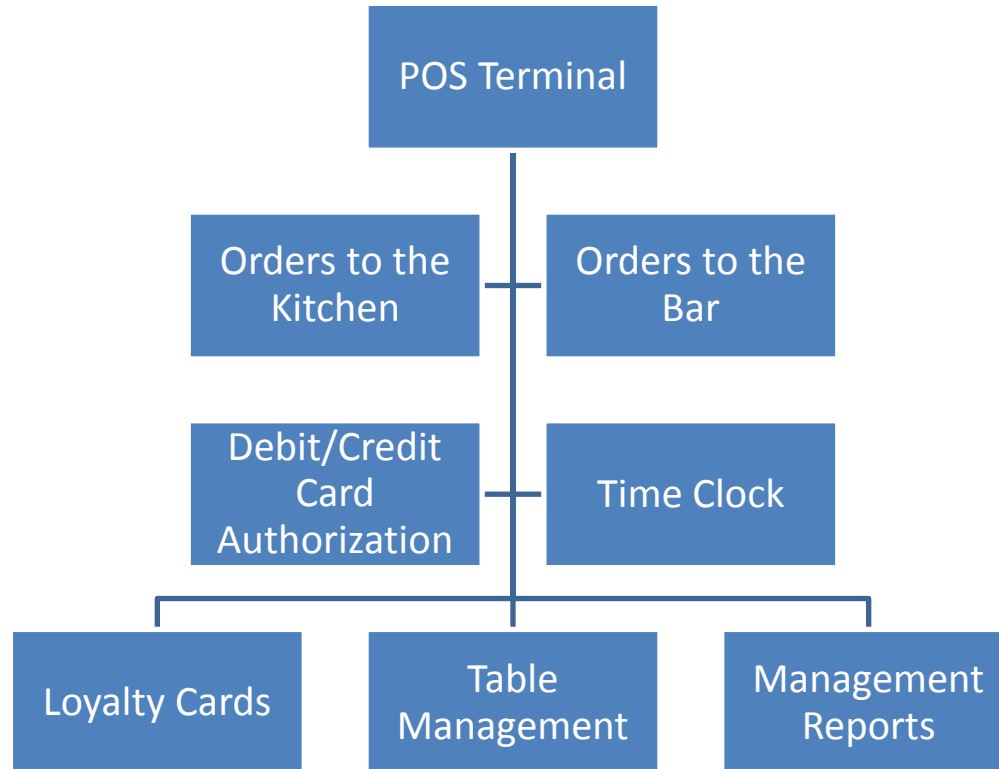 POS Terminal
Orders to the
Kitchen
Orders to the
Bar
Debit/Credit
Card
Authorization
Time Clock
Loyalty Cards
Table
Management
Management
Reports